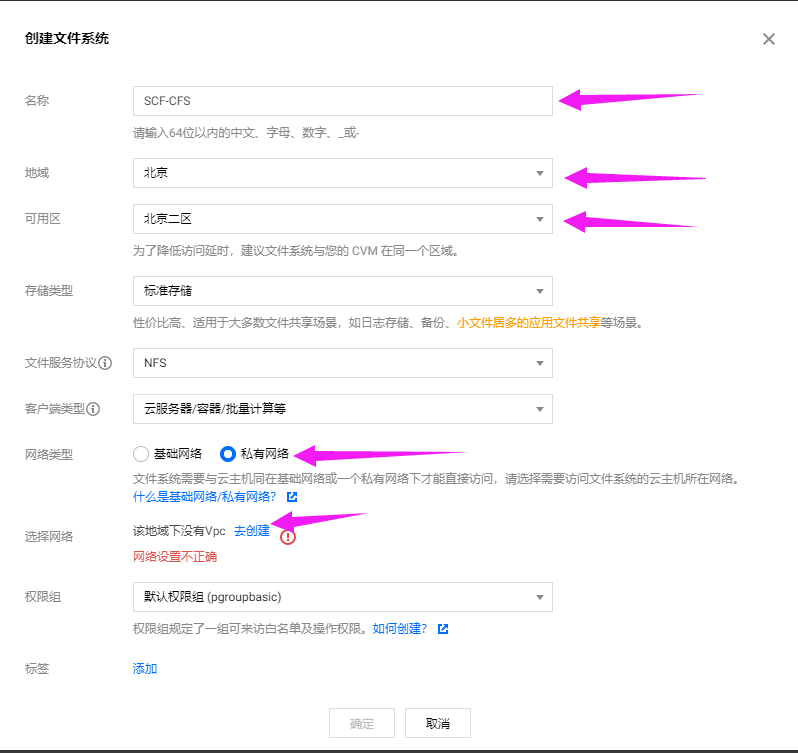 创建文件系统
名称 SCF-CFS
请输入64位以内的中文、字母、数字、_或-
地域 北京
可用区 北京二区
为了降低访问延时，建议文件系统与您的 CVM 在同一个区域。
存储类型 标准存储
性价比高、适用于大多数文件共享场景，如日志存储、备份、小文件居多的应用文件共享等场景。
文件服务协议 NFS
客户端类型 云服务器/容器/批量计算等
网络类型 基础网络 私有网络
文件系统需要与云主机同在基础网络或一个私有网络下才能直接访问，请选择需要访问文件系统的云主机所在网络。
什么是基础网络/私有网络？
选择网络 该地域下没有Vpc 去创建
网络设置不正确
权限组 默认权限组 (pgroupbasic)
权限组规定了一组可来访白名单及操作权限。如何创建？
标签 添加
确定 取消